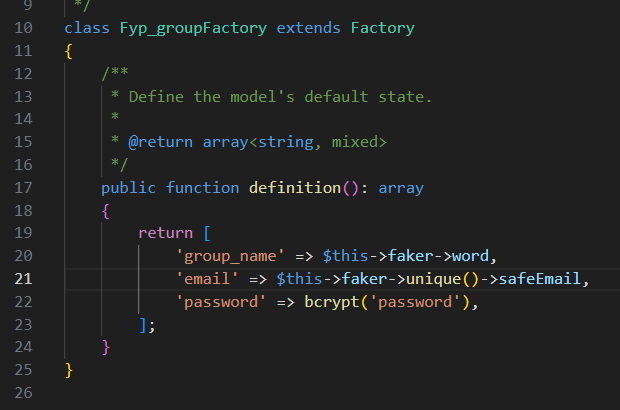 9 */
10 class Fyp_groupFactory extends Factory
11 {
12 /**
13 * Define the model's default state.
14 *
15 * @return array<string, mixed>
16 */
17 public function definition(): array
18 {
19 return [
20 'group_name' => $this->faker->word,
21 'email' => $this->faker->unique()->safeEmail,
22 'password' => bcrypt('password'),
23 ];
24 }
25 }
26